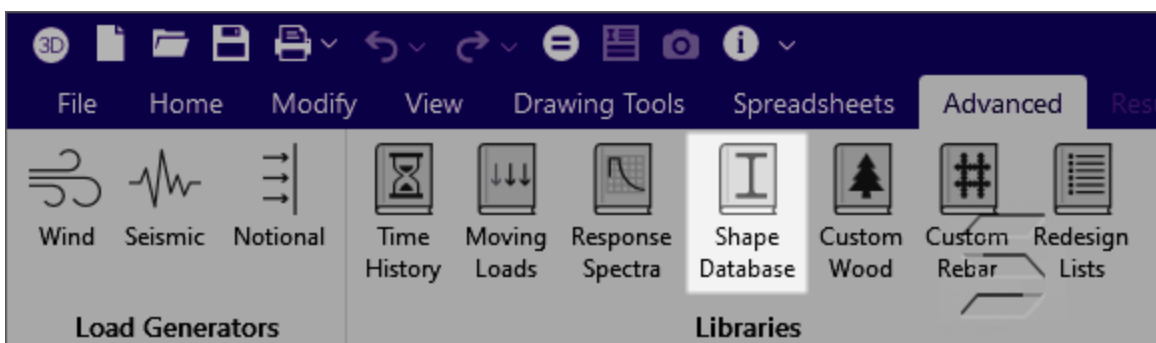 3D
File Home Modify View Drawing Tools Spreadsheets Advanced
Wind Seismic Notional Time History Moving Loads Response Spectra Shape Database Custom Wood Custom Rebar Redesign Lists
Load Generators Libraries